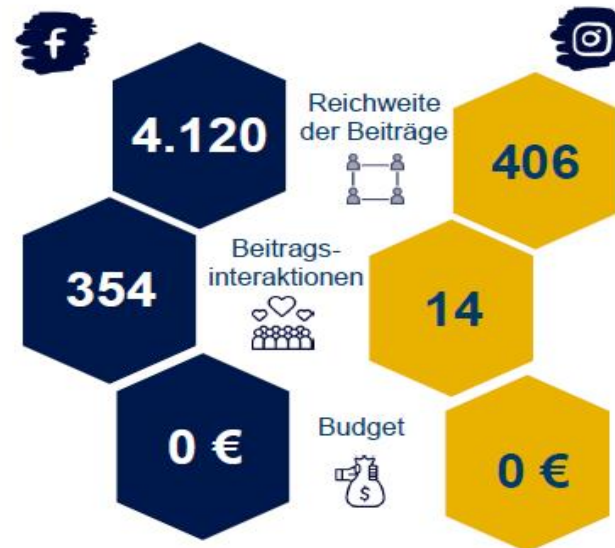 4.120
Reichweite
der Beiträge
406
354
Beitrags-
interaktionen
14
0 €
Budget
0 €